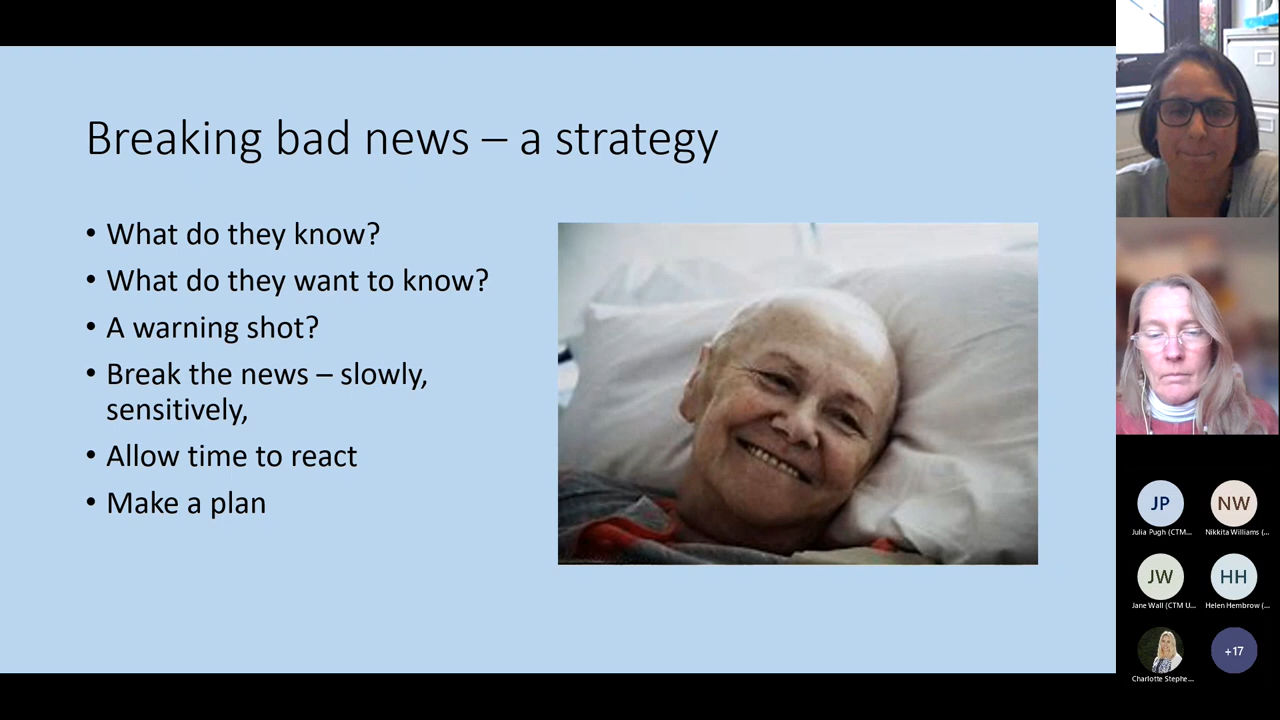 Breaking bad news – a strategy
• What do they know?
• What do they want to know?
• A warning shot?
• Break the news – slowly,
sensitively,
• Allow time to react
• Make a plan
JP
NW
Julia Pugh (CTM...
Nikkita Williams (...
JW
HH
Jane Wall (CTM U...
Helen Hembrow (...
+17
Charlotte Stephe...